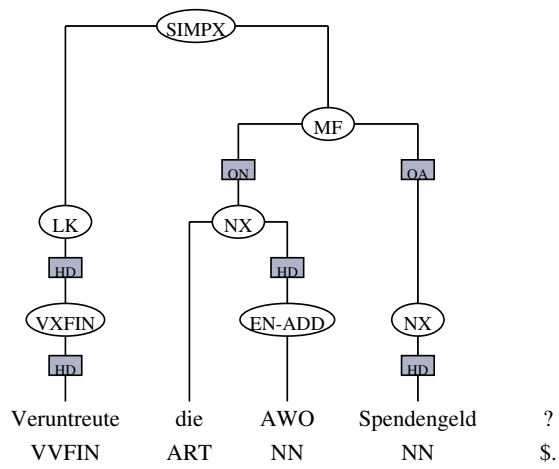 SIMPX
MF
ON OA
LK NX
HD HD
VXFIN EN-ADD NX
HD HD
Veruntreute die AWO Spendengeld ?
VVFIN ART NN NN $.